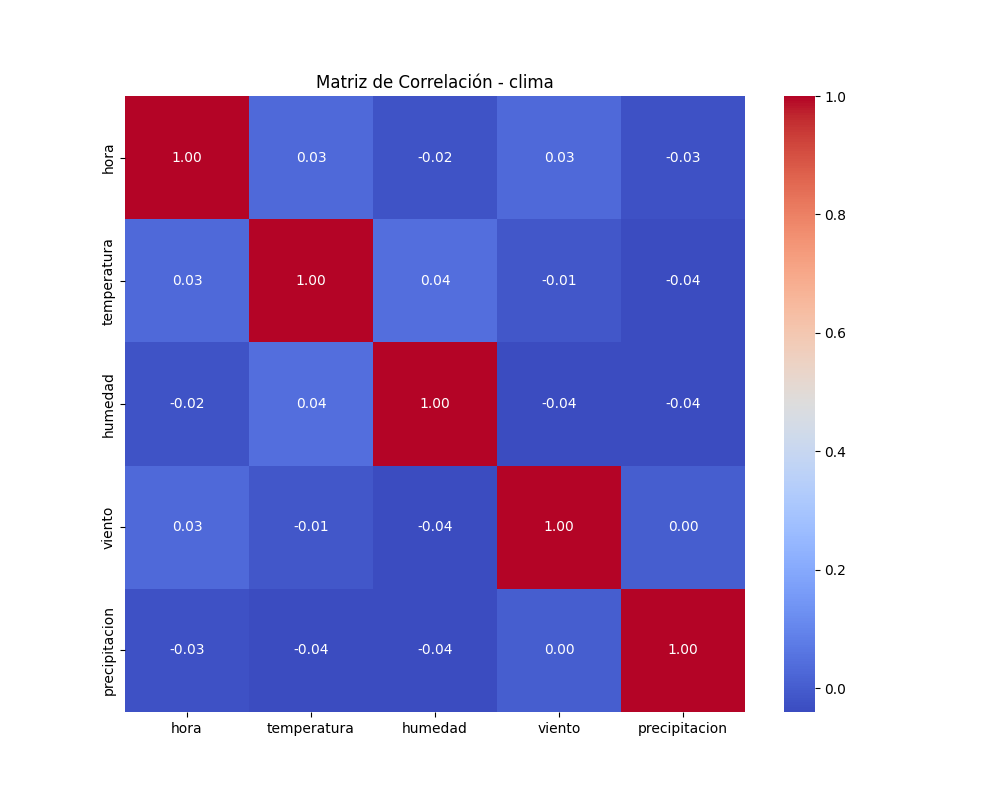 Matriz de Correlación - clima
hora 1.00 0.03 -0.02 0.03 -0.03
temperatura 0.03 1.00 0.04 -0.01 -0.04
humedad -0.02 0.04 1.00 -0.04 -0.04
viento 0.03 -0.01 -0.04 1.00 0.00
precipitacion -0.03 -0.04 -0.04 0.00 1.00
hora temperatura humedad viento precipitacion
1.0
0.8
0.6
0.4
0.2
0.0